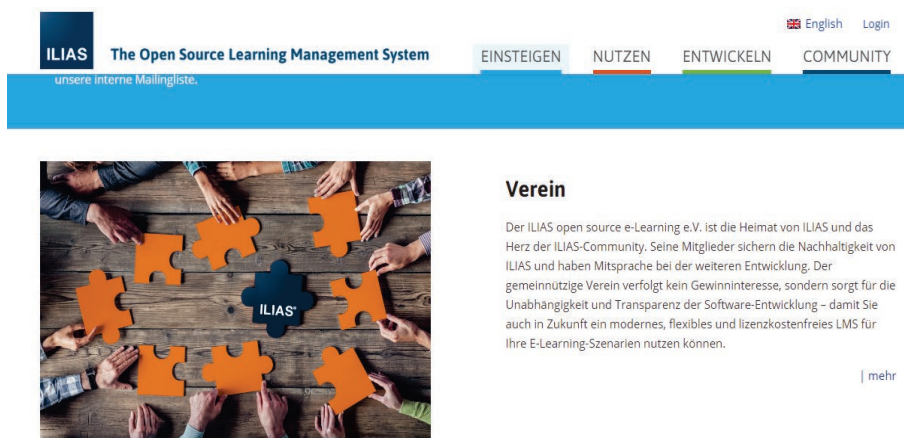 English Login
ILIAS The Open Source Learning Management System
EINSTEIGEN NUTZEN ENTWICKELN COMMUNITY
unsere interne Mailingliste.
ILIAS®
Verein
Der ILIAS open source e-Learning e.V. ist die Heimat von ILIAS und das
Herz der ILIAS-Community. Seine Mitglieder sichern die Nachhaltigkeit von
ILIAS und haben Mitsprache bei der weiteren Entwicklung. Der
gemeinnützige Verein verfolgt kein Gewinninteresse, sondern sorgt für die
Unabhängigkeit und Transparenz der Software-Entwicklung – damit Sie
auch in Zukunft ein modernes, flexibles und lizenzkostenfreies LMS für
Ihre E-Learning-Szenarien nutzen können.
| mehr